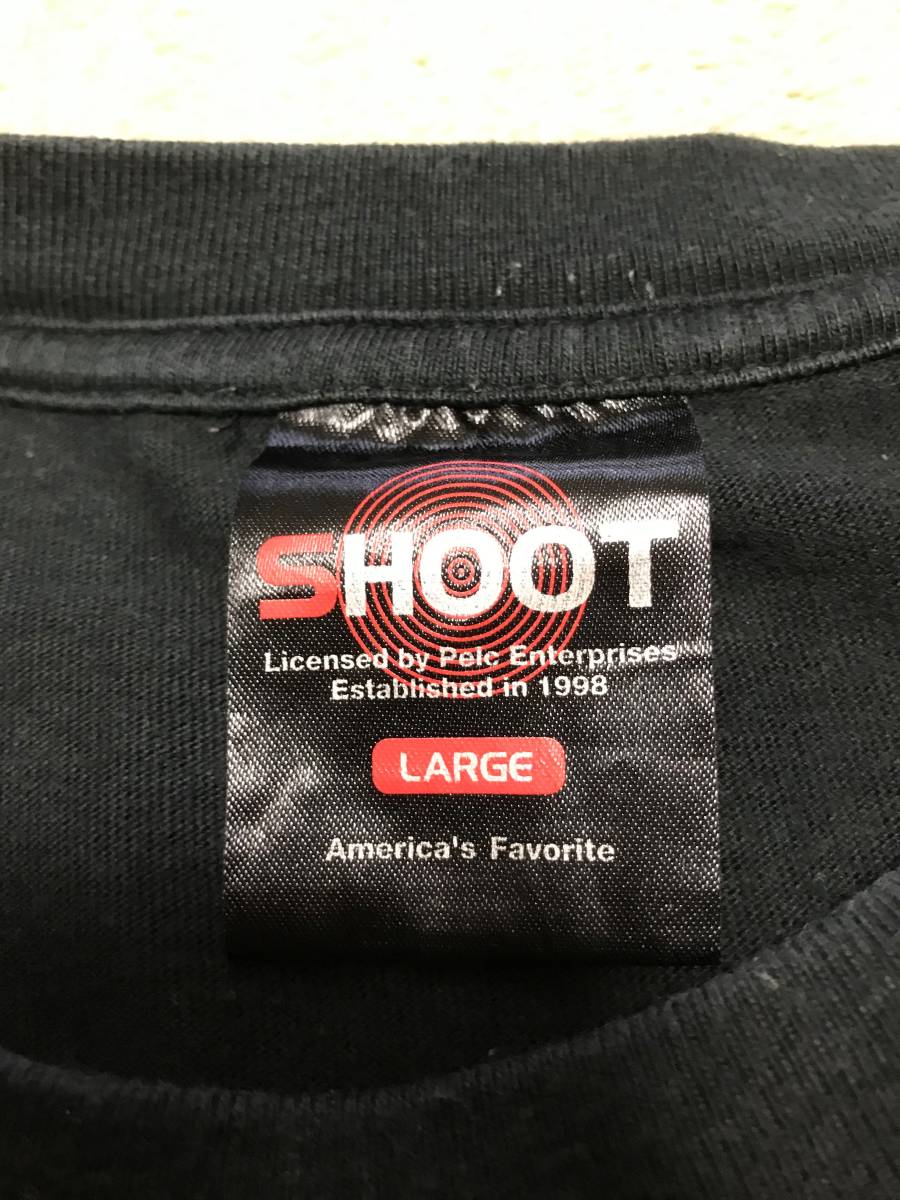 SHOOT
Licensed by Pelc Enterprises
Established in 1998
LARGE
America's Favorite